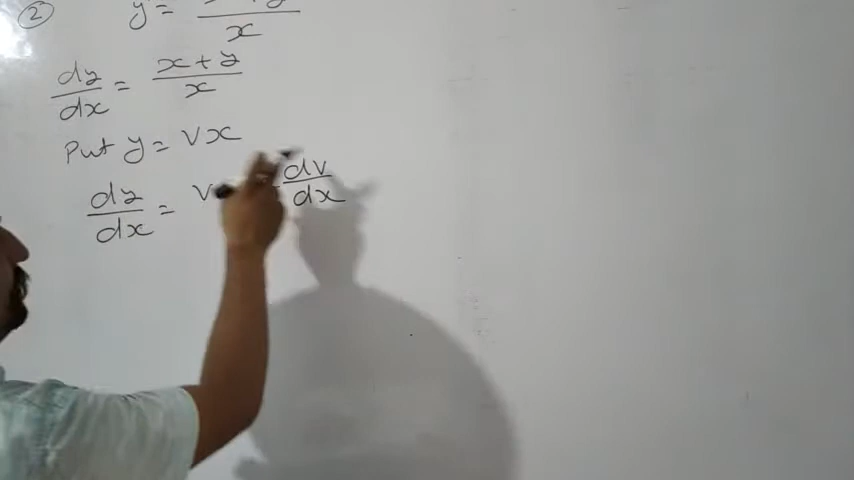 ② y' = x + y / x
dy/dx = x + y / x
Put y = vx
dy/dx = v dv/dx